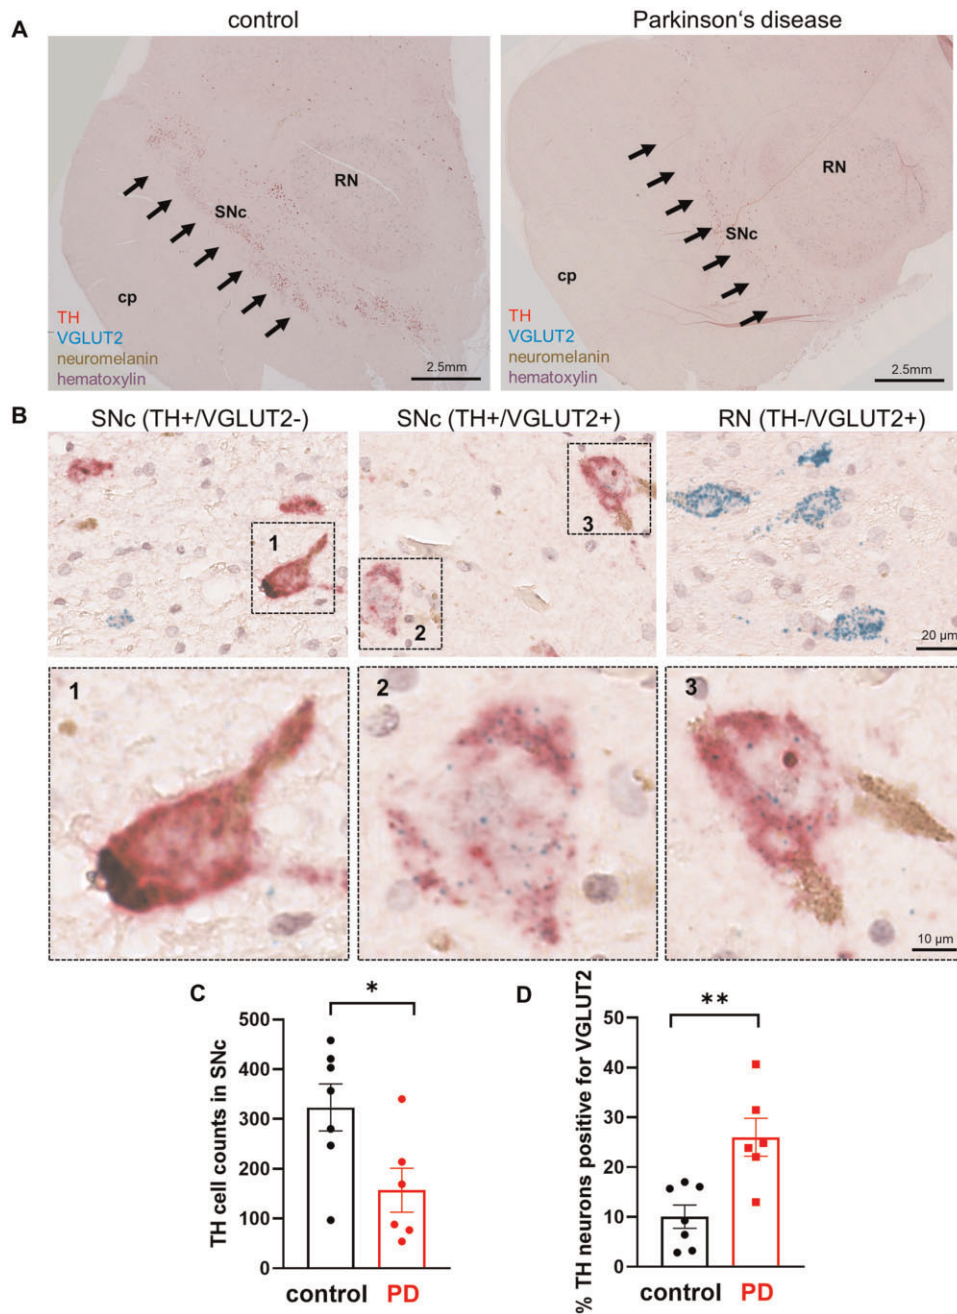 control
Parkinson‘s disease
A
RN
SNc
cp
TH
VGLUT2
neuromelanin
hematoxylin
2.5mm
RN
SNc
cp
TH
VGLUT2
neuromelanin
hematoxylin
2.5mm
B
SNc (TH+/VGLUT2-)
SNc (TH+/VGLUT2+)
RN (TH-/VGLUT2+)
1
3
2
20 µm
1
2
3
10 µm
C
*
TH cell counts in SNc
500
400
300
200
100
0
control
PD
D
**
% TH neurons positive for VGLUT2
50
40
30
20
10
0
control
PD